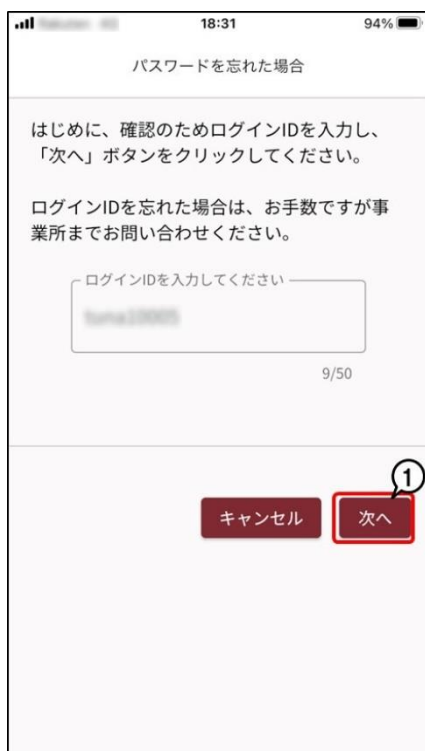 18:31
94%
パスワードを忘れた場合
はじめに、確認のためログインIDを入力し、
「次へ」ボタンをクリックしてください。
ログインIDを忘れた場合は、お手数ですが事
業所までお問い合わせください。
ログインIDを入力してください
9/50
1
キャンセル
次へ